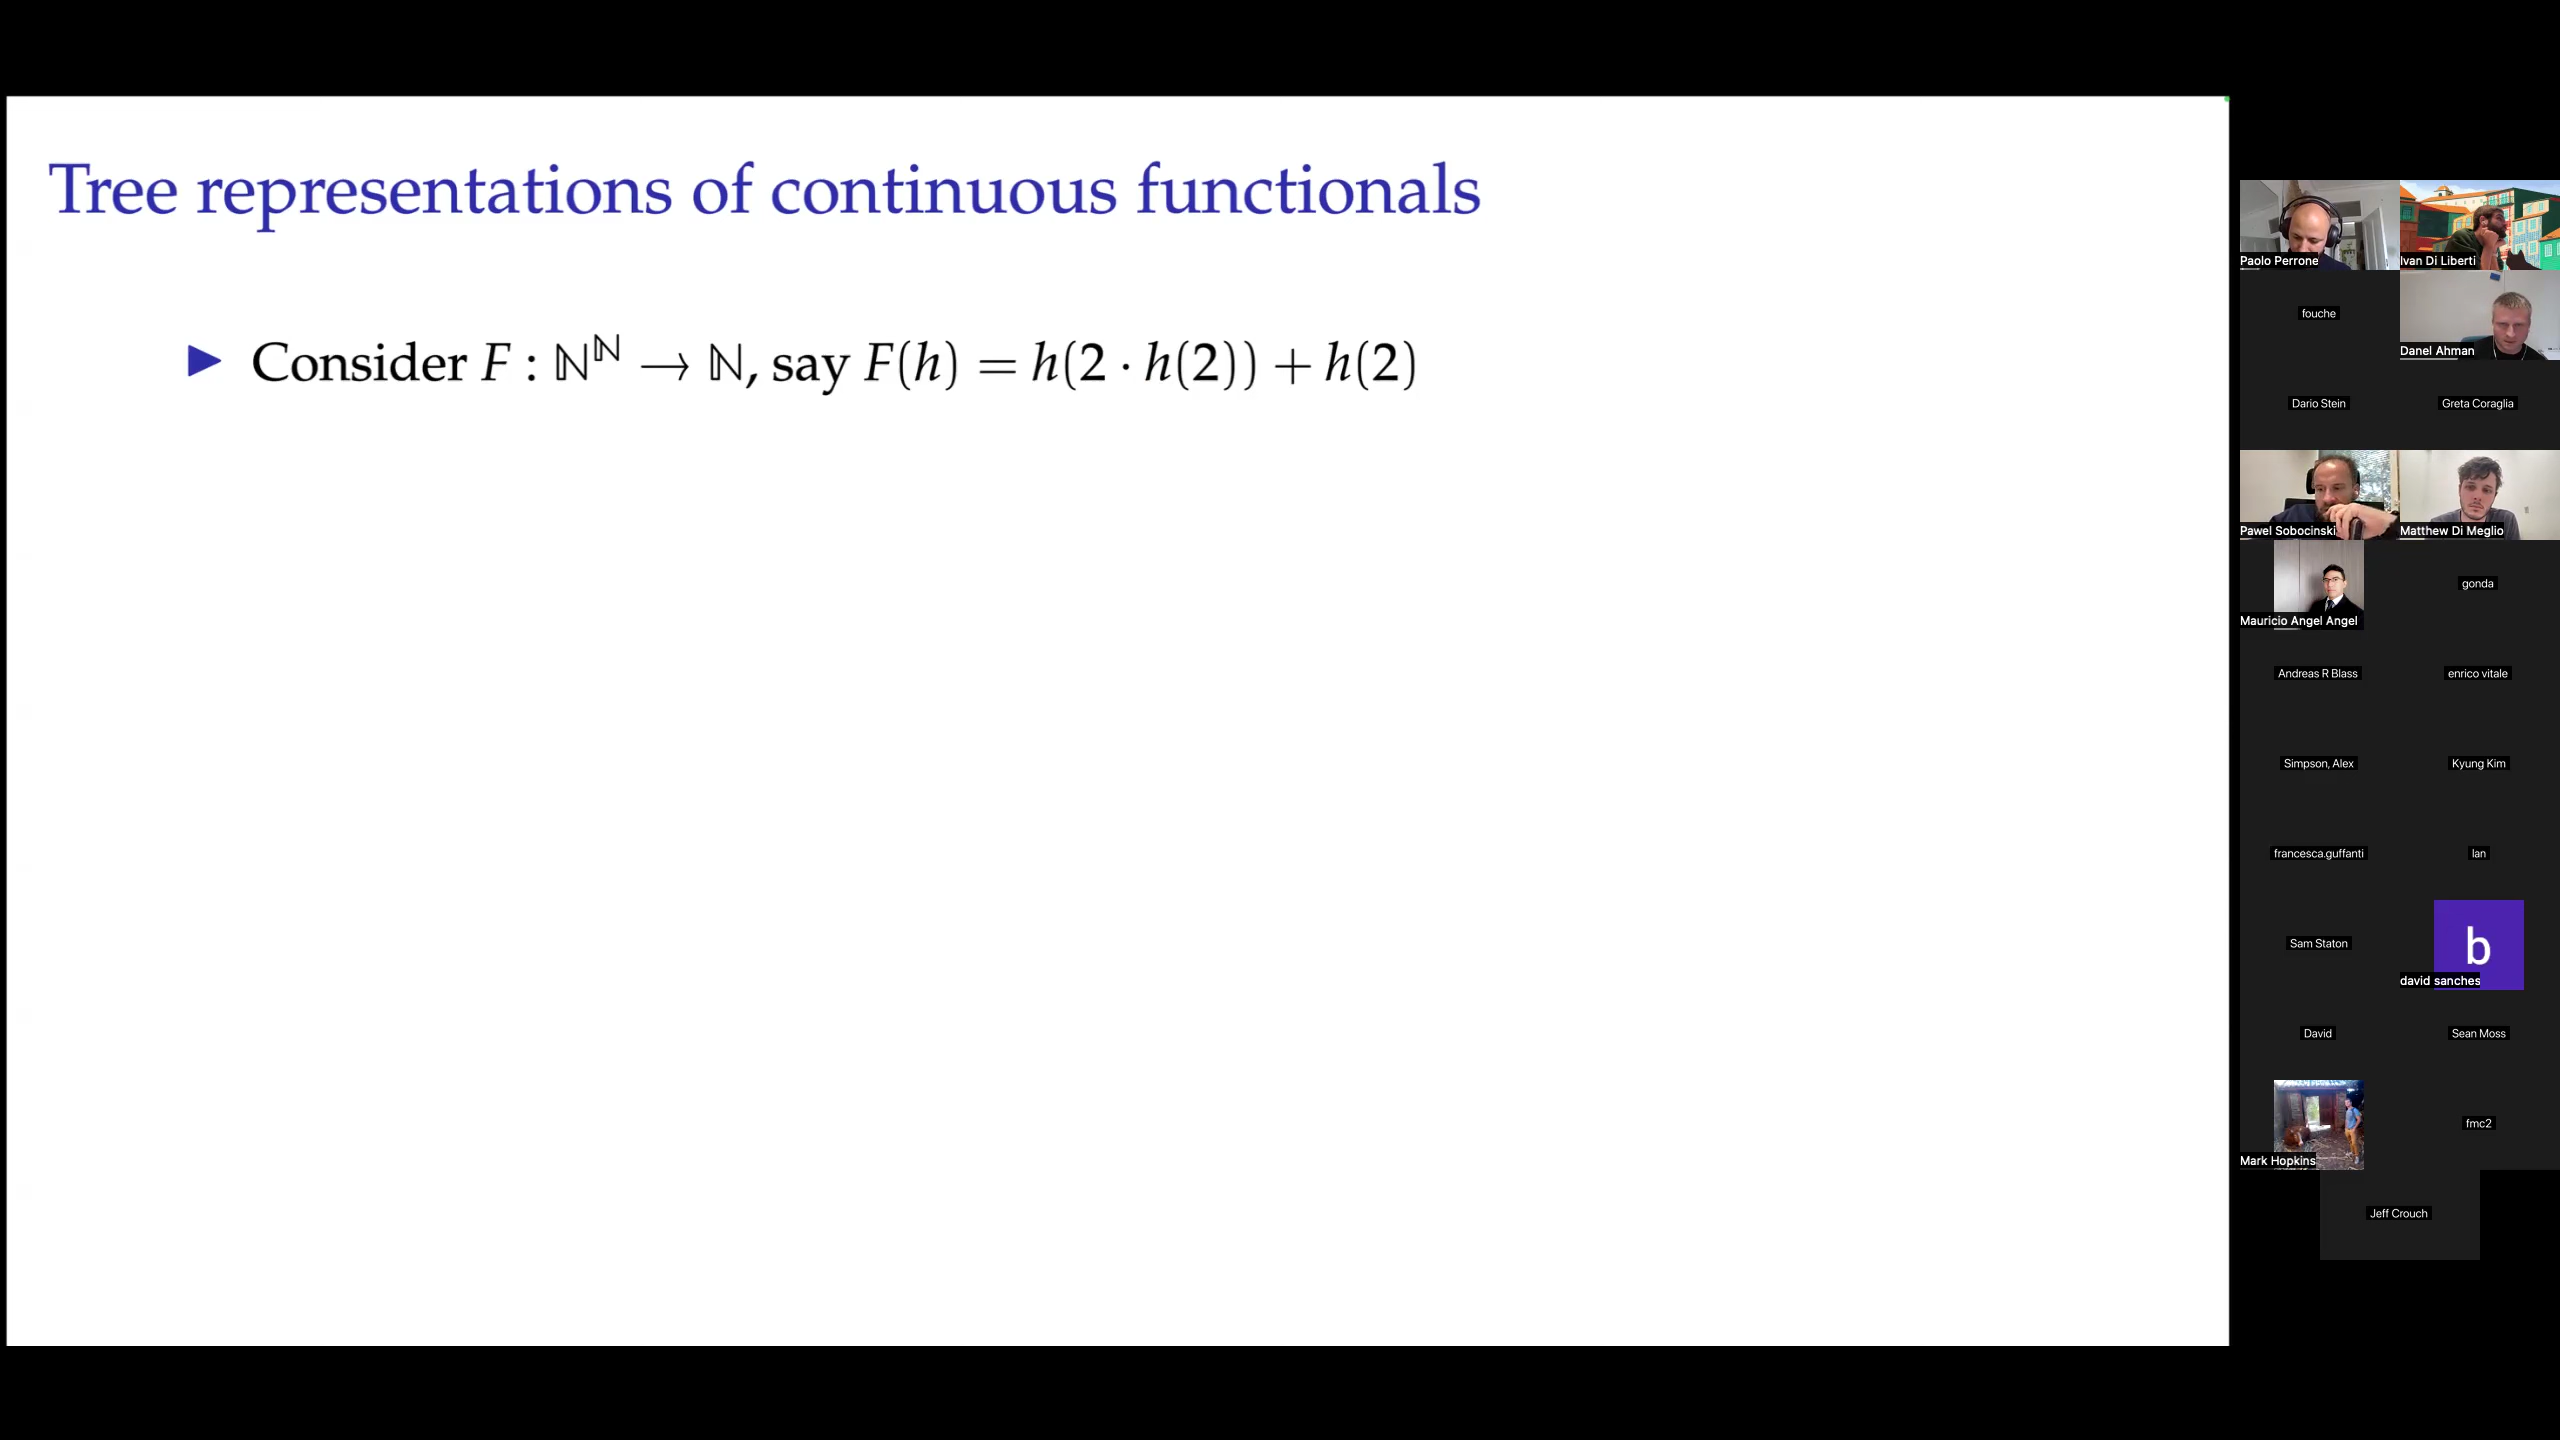 Tree representations of continuous functionals
▶ Consider F : ℕ^ℕ → ℕ, say F(h) = h(2 · h(2)) + h(2)
Paolo Perrone
Ivan Di Liberti
fouche
Danel Ahman
Dario Stein
Greta Coraglia
Pawel Sobocinski
Matthew Di Meglio
Mauricio Angel Angel
gonda
Andreas R Blass
enrico vitale
Simpson, Alex
Kyung Kim
francesca.guffanti
Ian
Sam Staton
b
david sanches
David
Sean Moss
Mark Hopkins
fmc2
Jeff Crouch